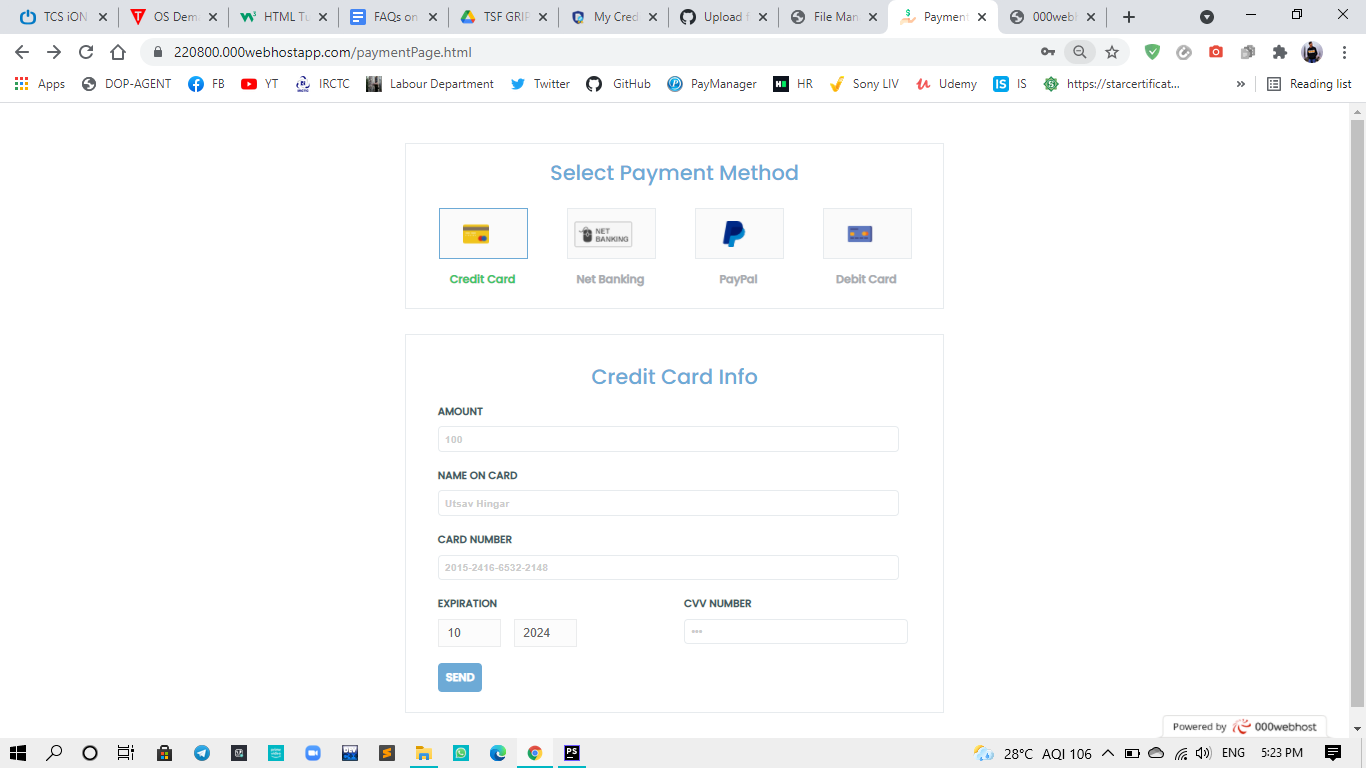 TCS iON
OS Dem
HTML Tu
FAQs on
TSF GRIP
My Cred
Upload f
File Man
Payment
000webh
220800.000webhostapp.com/paymentPage.html
Apps DOP-AGENT FB YT IRCTC Labour Department Twitter GitHub PayManager HR Sony LIV Udemy IS https://starcertificat... » Reading list
Select Payment Method
NET BANKING
Credit Card Net Banking PayPal Debit Card
Credit Card Info
AMOUNT
100
NAME ON CARD
Utsav Hingar
CARD NUMBER
2015-2416-6532-2148
EXPIRATION CVV NUMBER
10 2024 ***
SEND
Powered by 000webhost
28°C AQI 106 ENG 5:23 PM